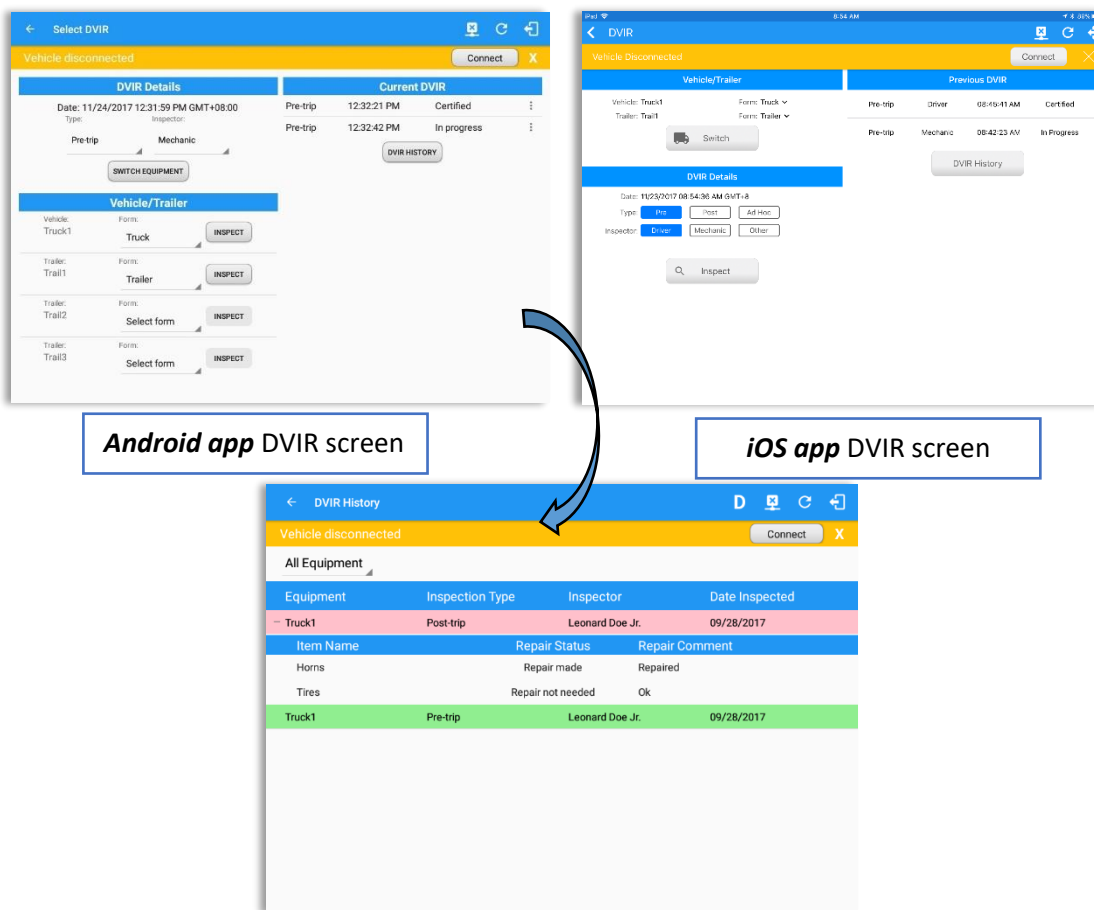 Select DVIR
Vehicle disconnected
Connect
X
DVIR Details
Date: 11/24/2017 12:31:59 PM GMT+08:00
Type: Inspector:
Pre-trip Mechanic
SWITCH EQUIPMENT
Vehicle/Trailer
Vehicle: Form:
Truck1 Truck INSPECT
Trailer: Form:
Trail1 Trailer INSPECT
Trailer: Form:
Trail2 Select form INSPECT
Trailer: Form:
Trail3 Select form INSPECT
Current DVIR
Pre-trip 12:32:21 PM Certified
Pre-trip 12:32:42 PM In progress
DVIR HISTORY
iPad 8:54 AM
DVIR
Vehicle Disconnected
Connect
Vehicle/Trailer
Vehicle: Truck1 Form: Truck
Trailer: Trail1 Form: Trailer
Switch
DVIR Details
Date: 11/23/2017 08:54:36 AM GMT+8
Type: Pre Post Ad Hoc
Inspector: Driver Mechanic Other
Inspect
Previous DVIR
Pre-trip Driver 08:45:41 AM Certified
Pre-trip Mechanic 08:42:23 AM In Progress
DVIR History
Android app DVIR screen
iOS app DVIR screen
DVIR History
D
Vehicle disconnected
Connect
X
All Equipment
Equipment Inspection Type Inspector Date Inspected
Truck1 Post-trip Leonard Doe Jr. 09/28/2017
Item Name Repair Status Repair Comment
Horns Repair made Repaired
Tires Repair not needed Ok
Truck1 Pre-trip Leonard Doe Jr. 09/28/2017